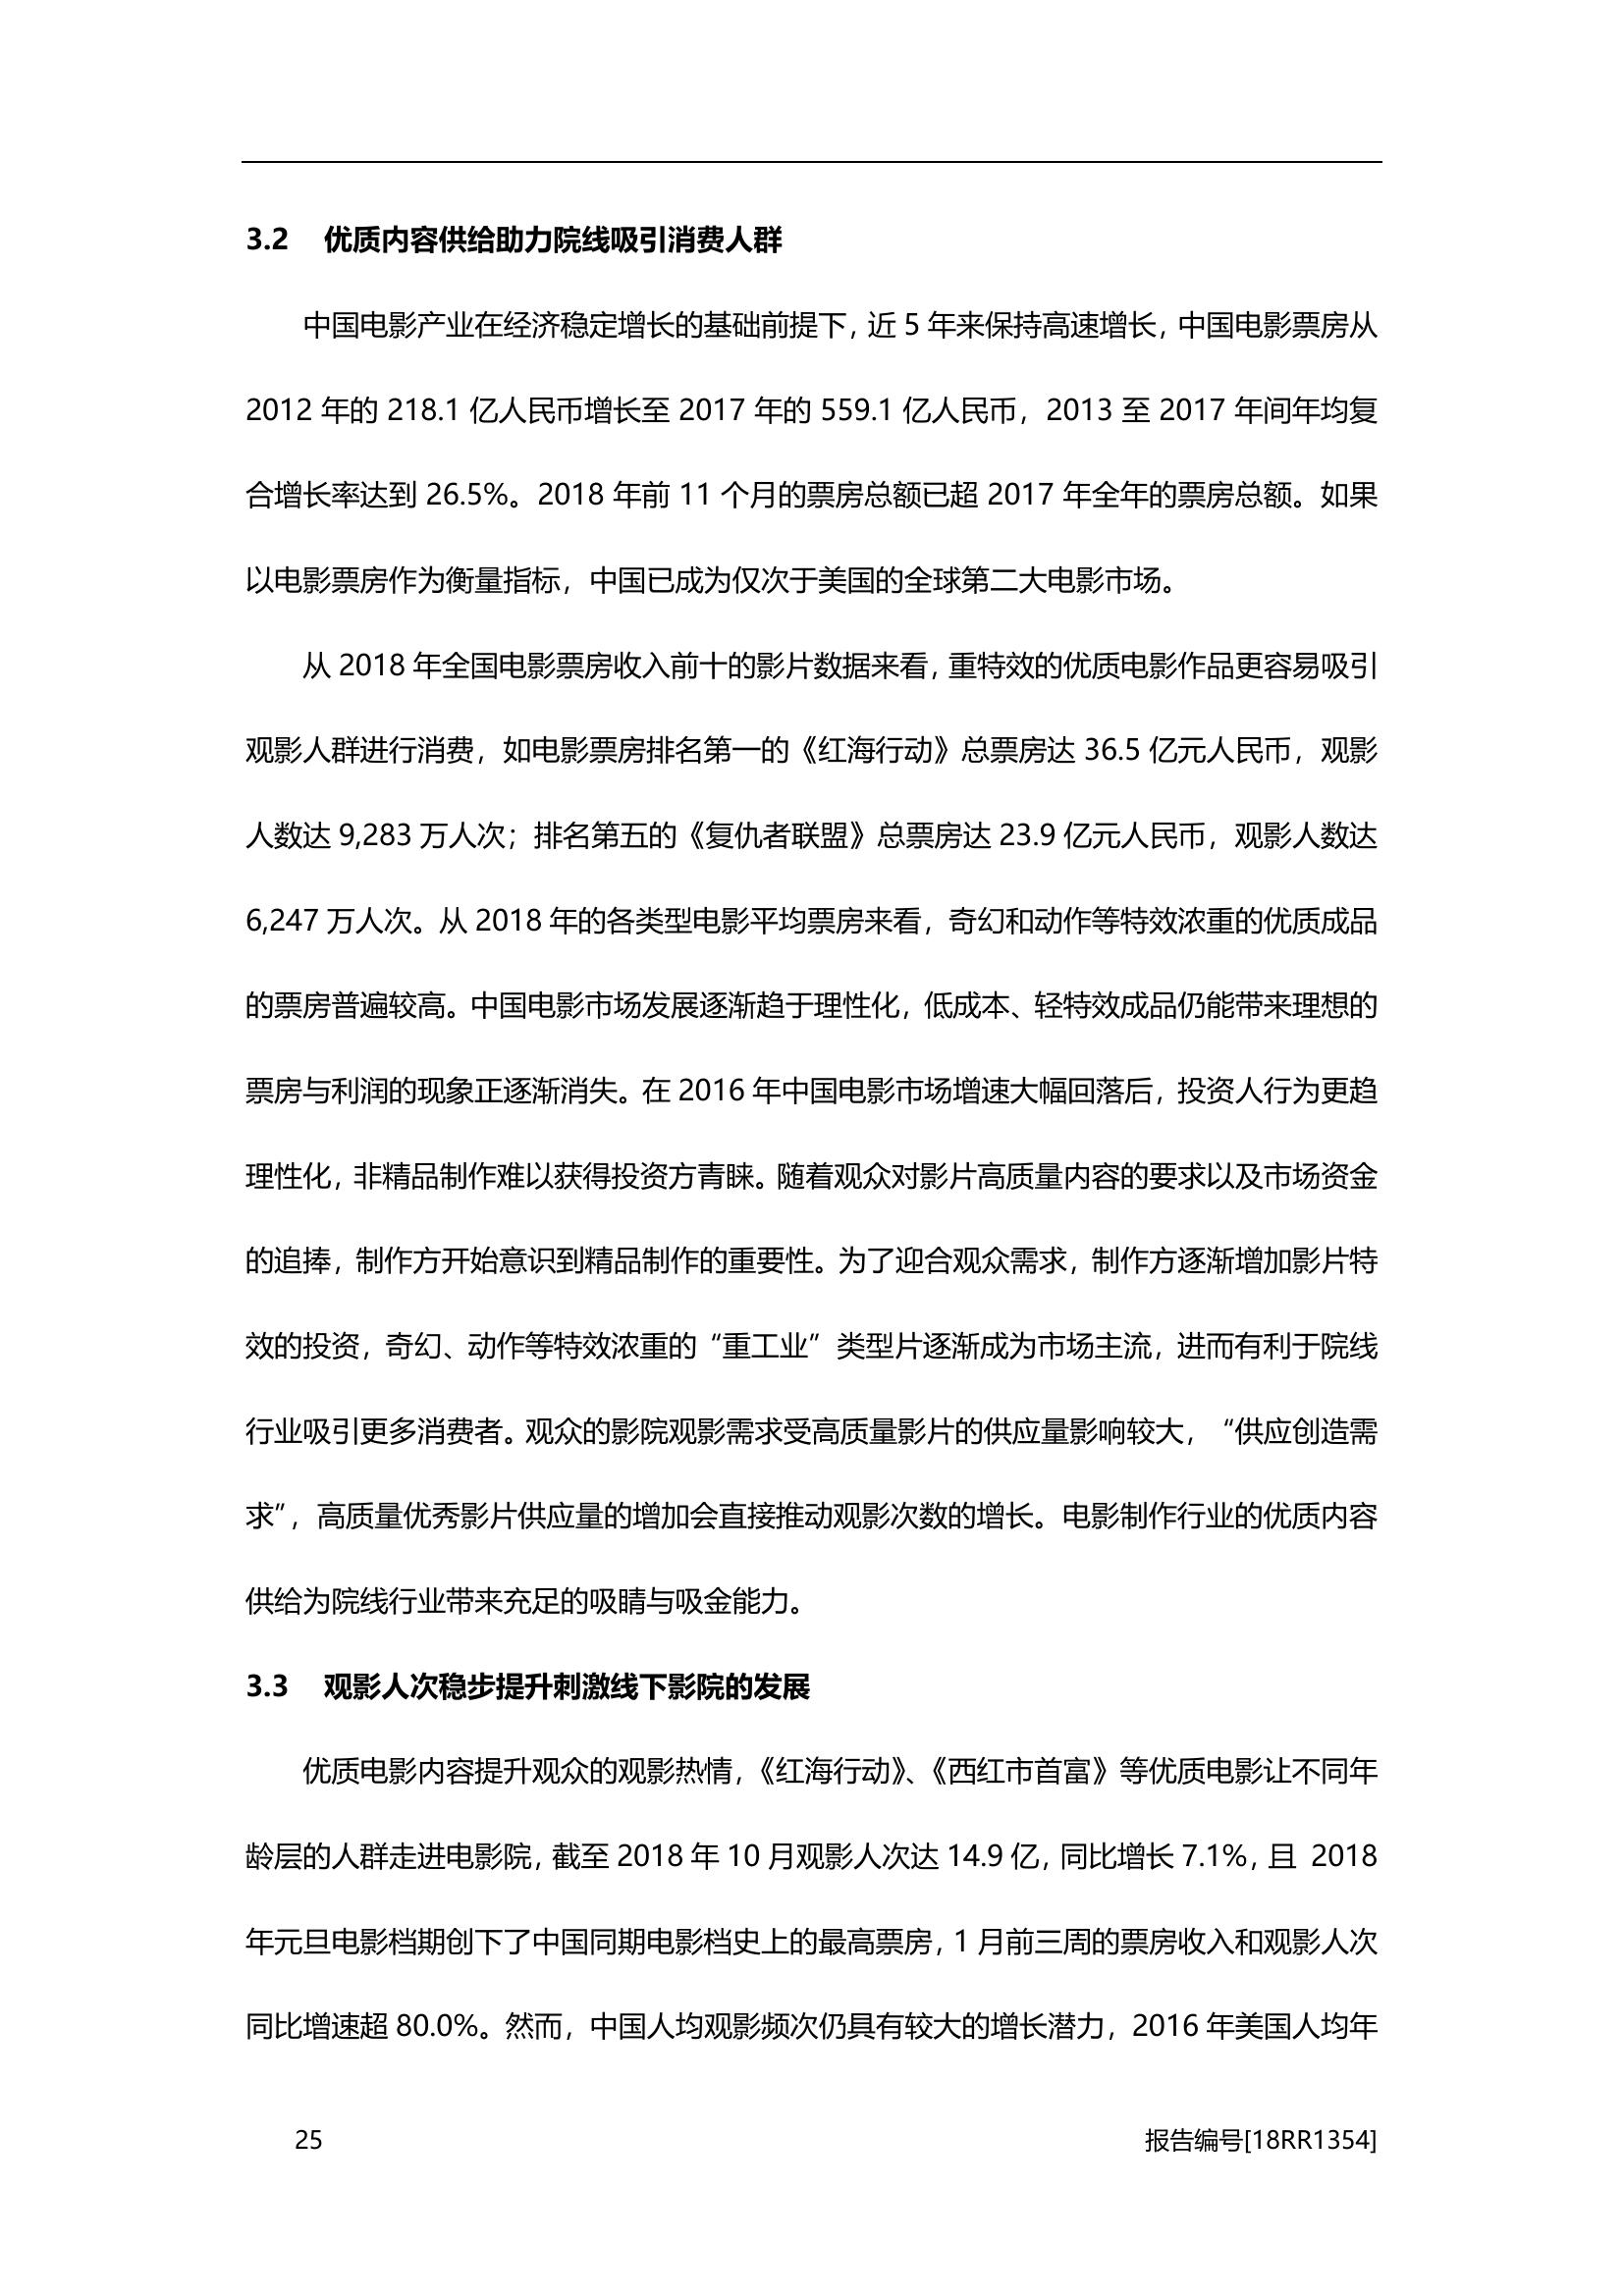 3.2 优质内容供给助力院线吸引消费人群
中国电影产业在经济稳定增长的基础前提下，近 5 年来保持高速增长，中国电影票房从
2012 年的 218.1 亿人民币增长至 2017 年的 559.1 亿人民币，2013 至 2017 年间年均复
合增长率达到 26.5%。2018 年前 11 个月的票房总额已超 2017 年全年的票房总额。如果
以电影票房作为衡量指标，中国已成为仅次于美国的全球第二大电影市场。
从 2018 年全国电影票房收入前十的影片数据来看，重特效的优质电影作品更容易吸引
观影人群进行消费，如电影票房排名第一的《红海行动》总票房达 36.5 亿元人民币，观影
人数达 9,283 万人次；排名第五的《复仇者联盟》总票房达 23.9 亿元人民币，观影人数达
6,247 万人次。从 2018 年的各类型电影平均票房来看，奇幻和动作等特效浓重的优质成品
的票房普遍较高。中国电影市场发展逐渐趋于理性化，低成本、轻特效成品仍能带来理想的
票房与利润的现象正逐渐消失。在 2016 年中国电影市场增速大幅回落后，投资人行为更趋
理性化，非精品制作难以获得投资方青睐。随着观众对影片高质量内容的要求以及市场资金
的追捧，制作方开始意识到精品制作的重要性。为了迎合观众需求，制作方逐渐增加影片特
效的投资，奇幻、动作等特效浓重的“重工业”类型片逐渐成为市场主流，进而有利于院线
行业吸引更多消费者。观众的影院观影需求受高质量影片的供应量影响较大，“供应创造需
求”，高质量优秀影片供应量的增加会直接推动观影次数的增长。电影制作行业的优质内容
供给为院线行业带来充足的吸睛与吸金能力。
3.3 观影人次稳步提升刺激线下影院的发展
优质电影内容提升观众的观影热情，《红海行动》、《西红市首富》等优质电影让不同年
龄层的人群走进电影院，截至 2018 年 10 月观影人次达 14.9 亿，同比增长 7.1%，且 2018
年元旦电影档期创下了中国同期电影档史上的最高票房，1 月前三周的票房收入和观影人次
同比增速超 80.0%。然而，中国人均观影频次仍具有较大的增长潜力，2016 年美国人均年
25 报告编号[18RR1354]